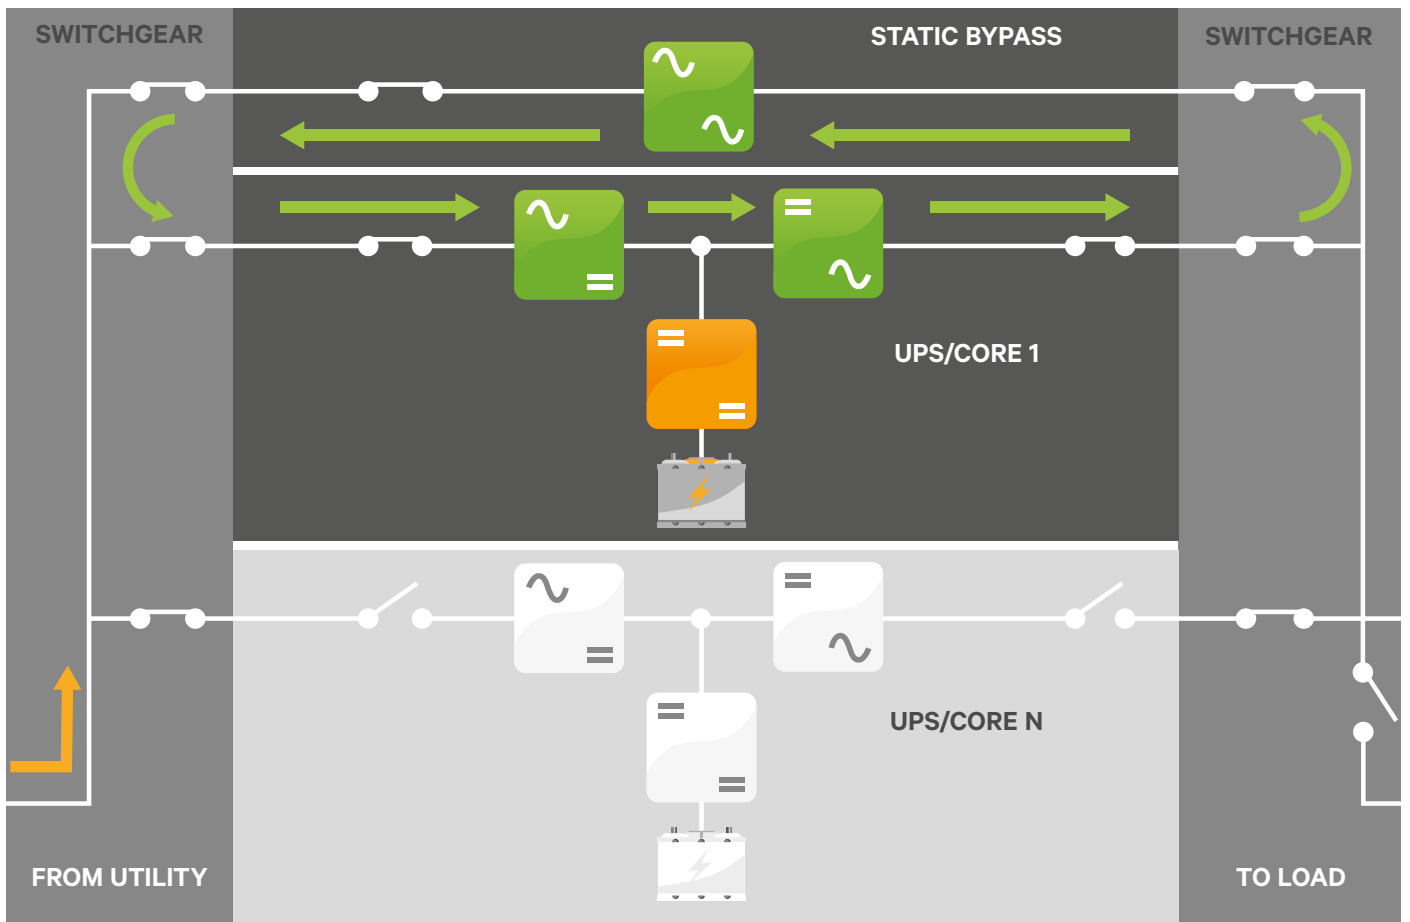 SWITCHGEAR
STATIC BYPASS
SWITCHGEAR
UPS/CORE 1
UPS/CORE N
FROM UTILITY
TO LOAD